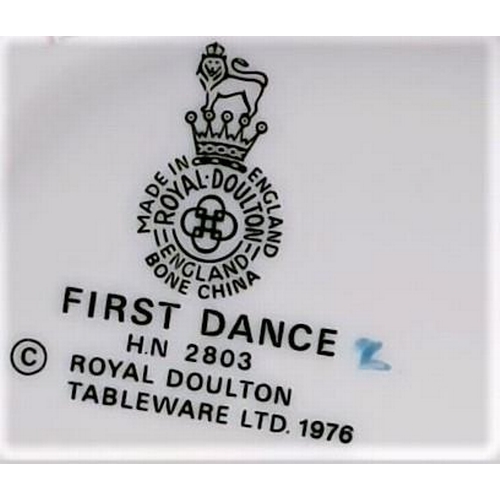 MADE IN ENGLAND
ROYAL·DOULTON
ENGLAND
BONE CHINA
FIRST DANCE
H.N 2803
© ROYAL DOULTON
TABLEWARE LTD. 1976